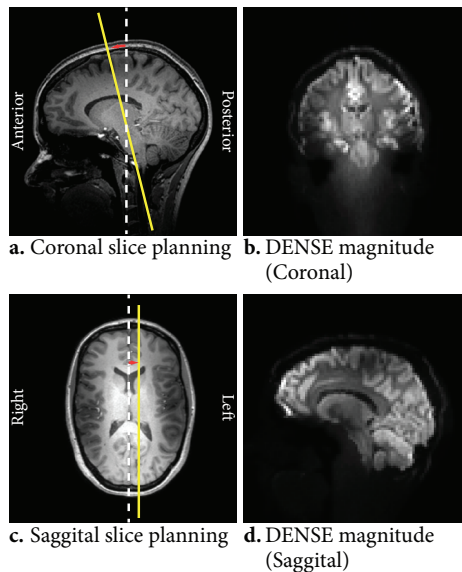 Anterior
Posterior
a. Coronal slice planning
b. DENSE magnitude
(Coronal)
Right
Left
c. Saggital slice planning
d. DENSE magnitude
(Saggital)